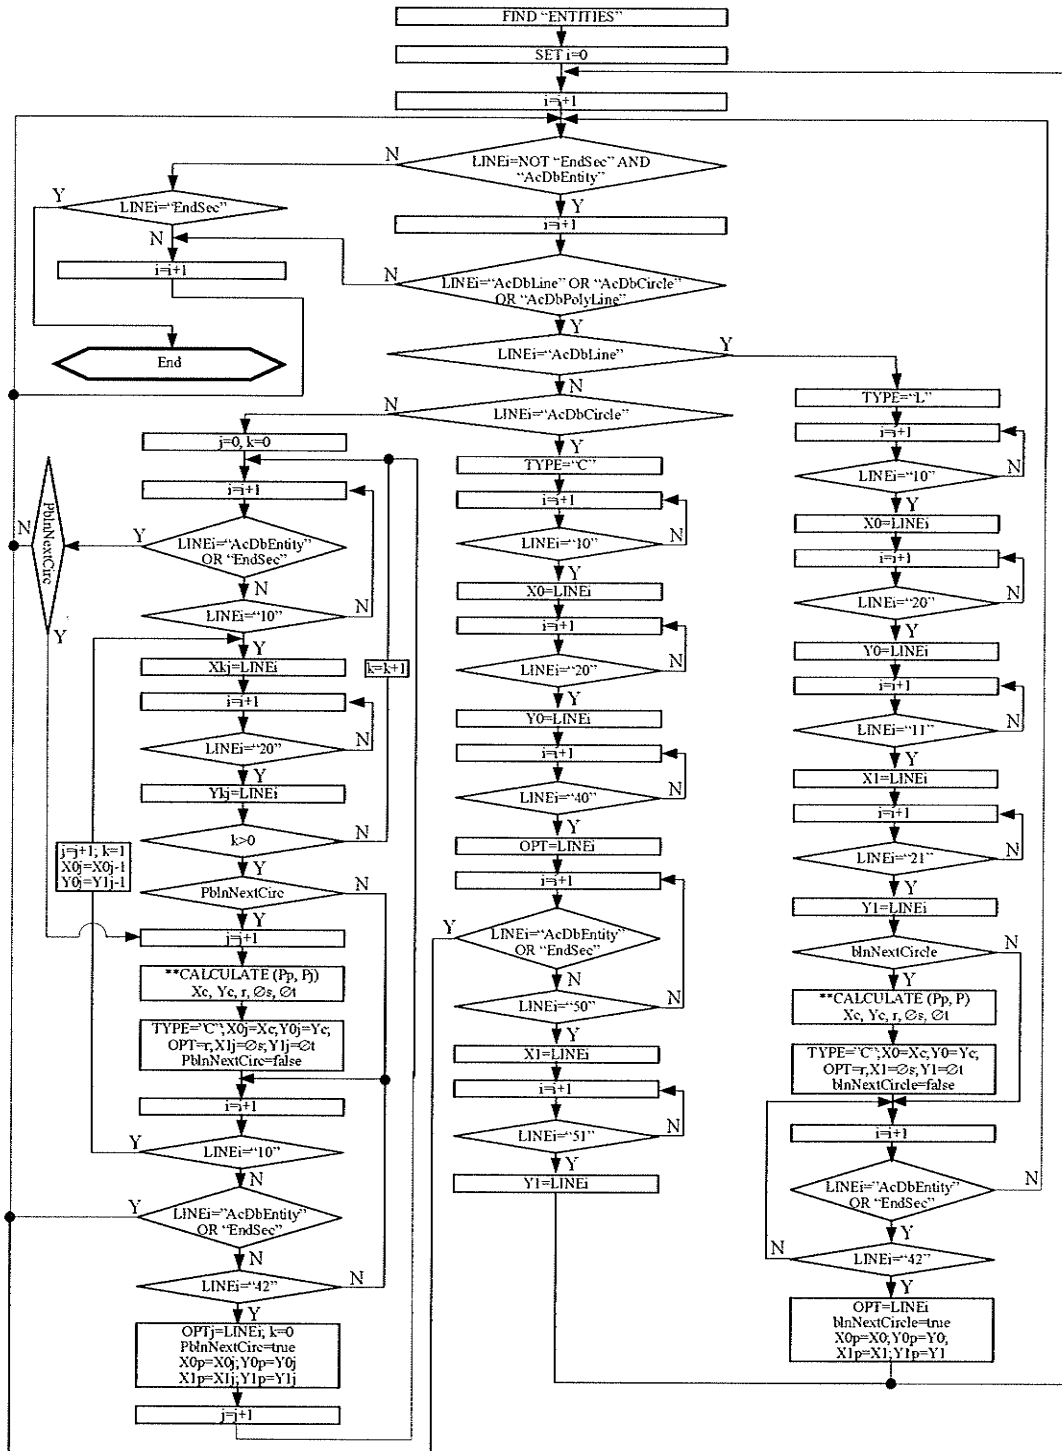 FIND "ENTITIES"
SET i=0
i=i+1
LINEi=NOT "EndSec" AND
"AcDbEntity"
N
Y
LINEi="EndSec"
Y
N
i=i+1
End
i=i+1
LINEi="AcDbLine" OR "AcDbCircle"
OR "AcDbPolyLine"
N
Y
LINEi="AcDbLine"
Y
N
LINEi="AcDbCircle"
N
Y
j=0, k=0
i=i+1
LINEi="AcDbEntity"
OR "EndSec"
Y
N
PblnNextCirc
N
Y
LINEi="10"
N
Y
Xkj=LINEi
k=k+1
i=i+1
LINEi="20"
N
Y
Ykj=LINEi
k>0
N
Y
j=j+1; k=1
X0j=X0j-1
Y0j=Y1j-1
PblnNextCirc
N
Y
j=j+1
**CALCULATE (Pp, Pj)
Xc, Yc, r, Øs, Øt
TYPE="C";X0j=Xc;Y0j=Yc;
OPT=r;X1j=Øs;Y1j=Øt
PblnNextCirc=false
i=i+1
LINEi="10"
Y
N
LINEi="AcDbEntity"
OR "EndSec"
Y
N
LINEi="42"
N
Y
OPTj=LINEi; k=0
PblnNextCirc=true
X0p=X0j;Y0p=Y0j
X1p=X1j;Y1p=Y1j
j=j+1
TYPE="C"
i=i+1
LINEi="10"
N
Y
X0=LINEi
i=i+1
LINEi="20"
N
Y
Y0=LINEi
i=i+1
LINEi="40"
N
Y
OPT=LINEi
i=i+1
LINEi="AcDbEntity"
OR "EndSec"
Y
N
LINEi="50"
N
Y
X1=LINEi
i=i+1
LINEi="51"
N
Y
Y1=LINEi
TYPE="L"
i=i+1
LINEi="10"
N
Y
X0=LINEi
i=i+1
LINEi="20"
N
Y
Y0=LINEi
i=i+1
LINEi="11"
N
Y
X1=LINEi
i=i+1
LINEi="21"
N
Y
Y1=LINEi
blnNextCircle
N
Y
**CALCULATE (Pp, P)
Xc, Yc, r, Øs, Øt
TYPE="C";X0=Xc;Y0=Yc;
OPT=r,X1=Øs,Y1=Øt
blnNextCircle=false
i=i+1
LINEi="AcDbEntity"
OR "EndSec"
N
Y
LINEi="42"
N
Y
OPT=LINEi
blnNextCircle=true
X0p=X0;Y0p=Y0;
X1p=X1;Y1p=Y1